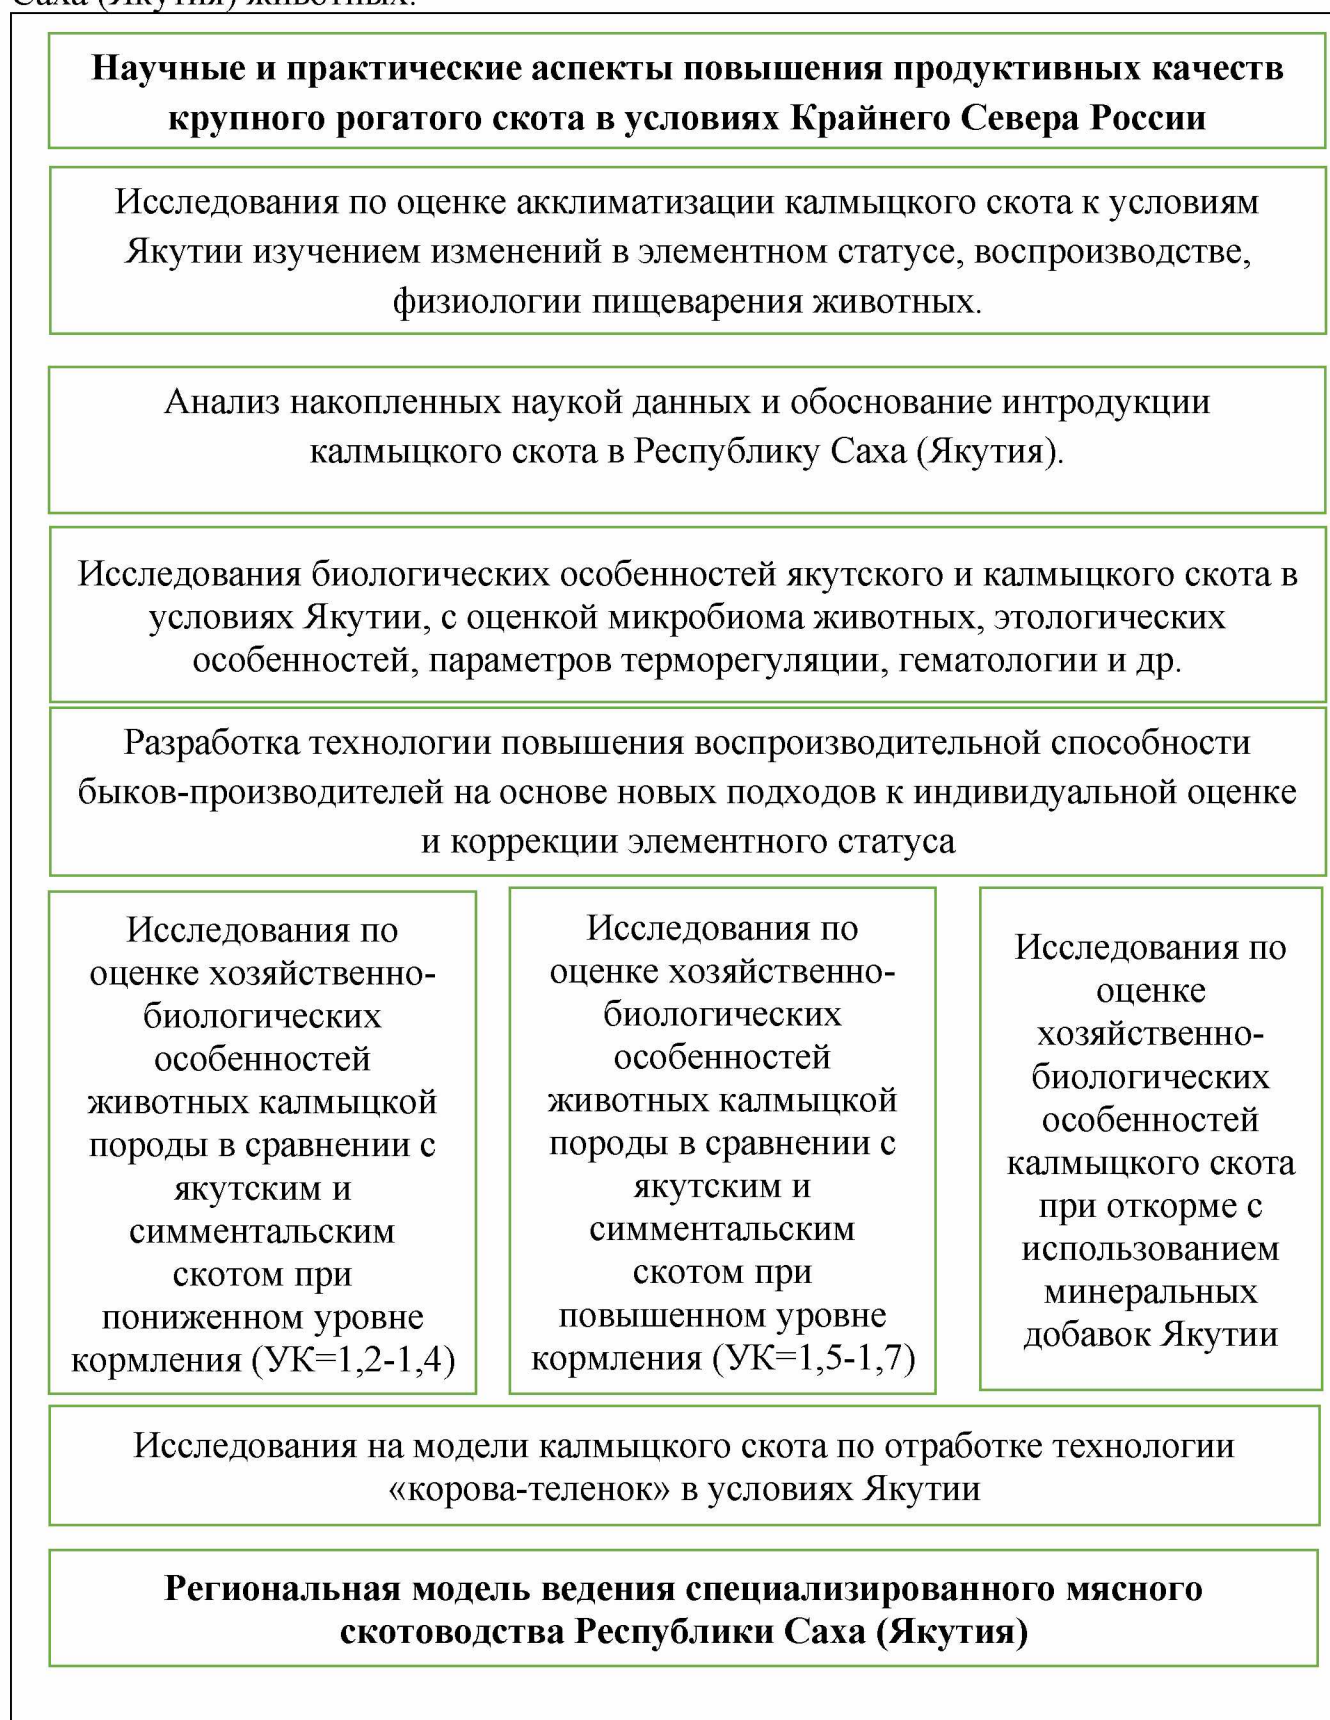 Саха (Якутия) животных.
Научные и практические аспекты повышения продуктивных качеств
крупного рогатого скота в условиях Крайнего Севера России
Исследования по оценке акклиматизации калмыцкого скота к условиям
Якутии изучением изменений в элементном статусе, воспроизводстве,
физиологии пищеварения животных.
Анализ накопленных наукой данных и обоснование интродукции
калмыцкого скота в Республику Саха (Якутия).
Исследования биологических особенностей якутского и калмыцкого скота в
условиях Якутии, с оценкой микробиома животных, этологических
особенностей, параметров терморегуляции, гематологии и др.
Разработка технологии повышения воспроизводительной способности
быков-производителей на основе новых подходов к индивидуальной оценке
и коррекции элементного статуса
Исследования по
оценке хозяйственно-
биологических
особенностей
животных калмыцкой
породы в сравнении с
якутским и
симментальским
скотом при
пониженном уровне
кормления (УК=1,2-1,4)
Исследования по
оценке хозяйственно-
биологических
особенностей
животных калмыцкой
породы в сравнении с
якутским и
симментальским
скотом при
повышенном уровне
кормления (УК=1,5-1,7)
Исследования по
оценке
хозяйственно-
биологических
особенностей
калмыцкого скота
при откорме с
использованием
минеральных
добавок Якутии
Исследования на модели калмыцкого скота по отработке технологии
«корова-теленок» в условиях Якутии
Региональная модель ведения специализированного мясного
скотоводства Республики Саха (Якутия)